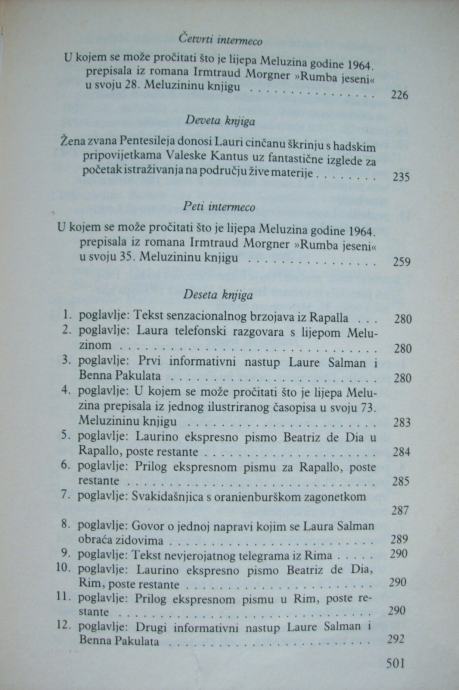 Četvrti intermeco
U kojem se može pročitati što je lijepa Meluzina godine 1964.
prepisala iz romana Irmtraud Morgner »Rumba jeseni«
u svoju 28. Meluzininu knjigu . . . . . . . . . . . . . . 226
Deveta knjiga
Žena zvana Pentesileja donosi Lauri cinčanu škrinju s hadskim
pripovijetkama Valeske Kantus uz fantastične izglede za
početak istraživanja na području žive materije . . . . . . . 235
Peti intermeco
U kojem se može pročitati što je lijepa Meluzina godine 1964.
prepisala iz romana Irmtraud Morgner »Rumba jeseni«
u svoju 35. Meluzininu knjigu . . . . . . . . . . . . . . 259
Deseta knjiga
1. poglavlje: Tekst senzacionalnog brzojava iz Rapalla . . . 280
2. poglavlje: Laura telefonski razgovara s lijepom Melu-
zinom . . . . . . . . . . . . . . . . . . . . . . . . 280
3. poglavlje: Prvi informativni nastup Laure Salman i
Benna Pakulata . . . . . . . . . . . . . . . . . . . . 280
4. poglavlje: U kojem se može pročitati što je lijepa Melu-
zina prepisala iz jednog ilustriranog časopisa u svoju 73.
Meluzininu knjigu . . . . . . . . . . . . . . . . . . 283
5. poglavlje: Laurino ekspresno pismo Beatriz de Dia u
Rapallo, poste restante . . . . . . . . . . . . . . . . 284
6. poglavlje: Prilog ekspresnom pismu za Rapallo, poste
restante . . . . . . . . . . . . . . . . . . . . . . . 285
7. poglavlje: Svakidašnjica s oranienburškom zagonetkom
287
8. poglavlje: Govor o jednoj napravi kojim se Laura Salman
obraća zidovima . . . . . . . . . . . . . . . . . . . 289
9. poglavlje: Tekst nevjerojatnog telegrama iz Rima . . . . . 290
10. poglavlje: Laurino ekspresno pismo Beatriz de Dia,
Rim, poste restante . . . . . . . . . . . . . . . . . . 290
11. poglavlje: Prilog ekspresnom pismu u Rim, poste re-
stante . . . . . . . . . . . . . . . . . . . . . . . . 290
12. poglavlje: Drugi informativni nastup Laure Salman i
Benna Pakulata . . . . . . . . . . . . . . . . . . . . 292
501